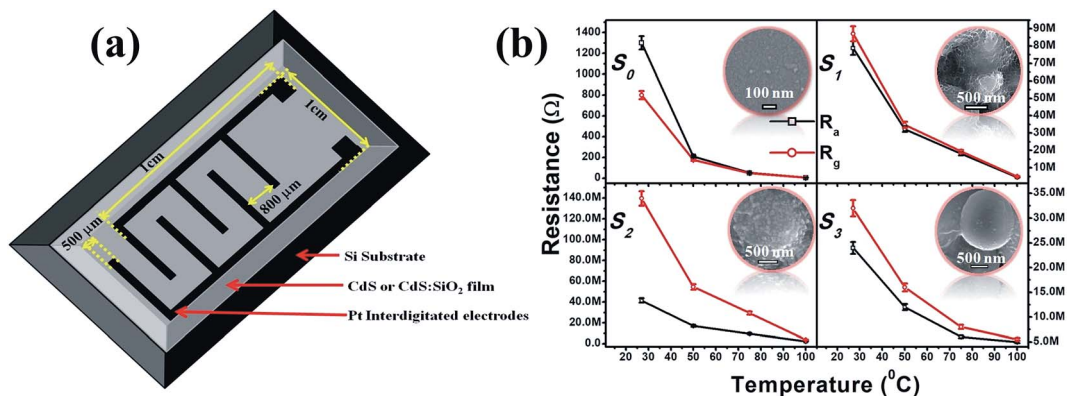 (a)
1cm
1cm
800 μm
500 μm
Si Substrate
CdS or CdS:SiO2 film
Pt Interdigitated electrodes
(b)
Resistance (Ω)
1400
1200
1000
800
600
400
200
0
S0
100 nm
S1
500 nm
Ra
Rg
90M
80M
70M
60M
50M
40M
30M
20M
10M
0
140.0M
120.0M
100.0M
80.0M
60.0M
40.0M
20.0M
0.0
S2
500 nm
S3
500 nm
35.0M
30.0M
25.0M
20.0M
15.0M
10.0M
5.0M
20 30 40 50 60 70 80 90 100
20 30 40 50 60 70 80 90 100
Temperature (0C)